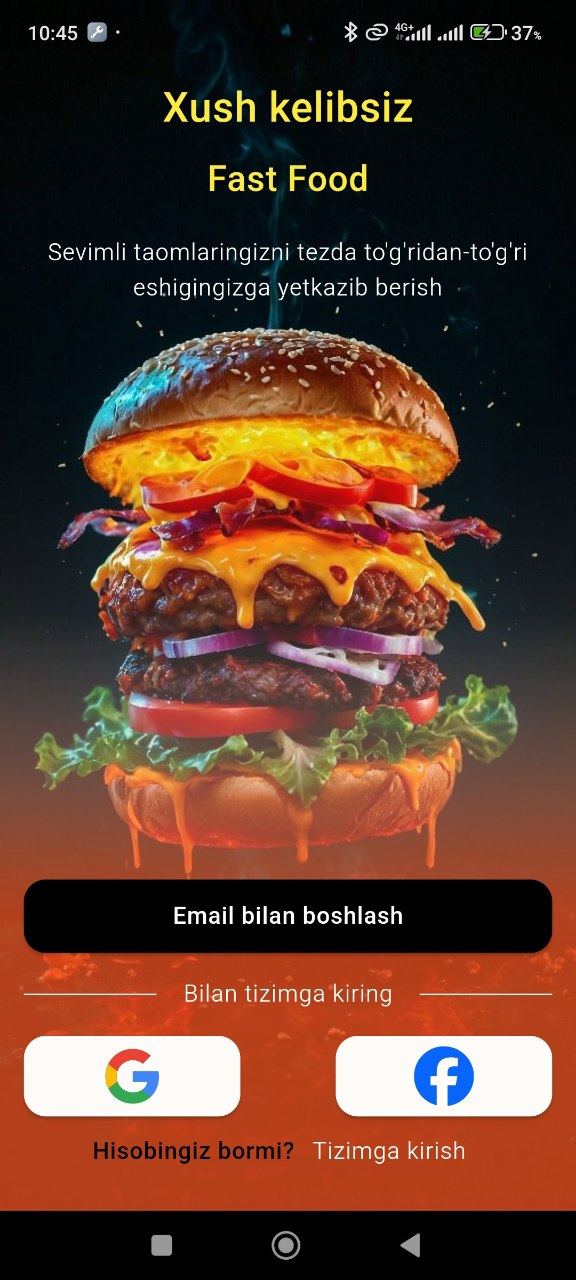 10:45
4G+
37%
Xush kelibsiz
Fast Food
Sevimli taomlaringizni tezda to'g'ridan-to'g'ri
eshigingizga yetkazib berish
Email bilan boshlash
Bilan tizimga kiring
Hisobingiz bormi? Tizimga kirish